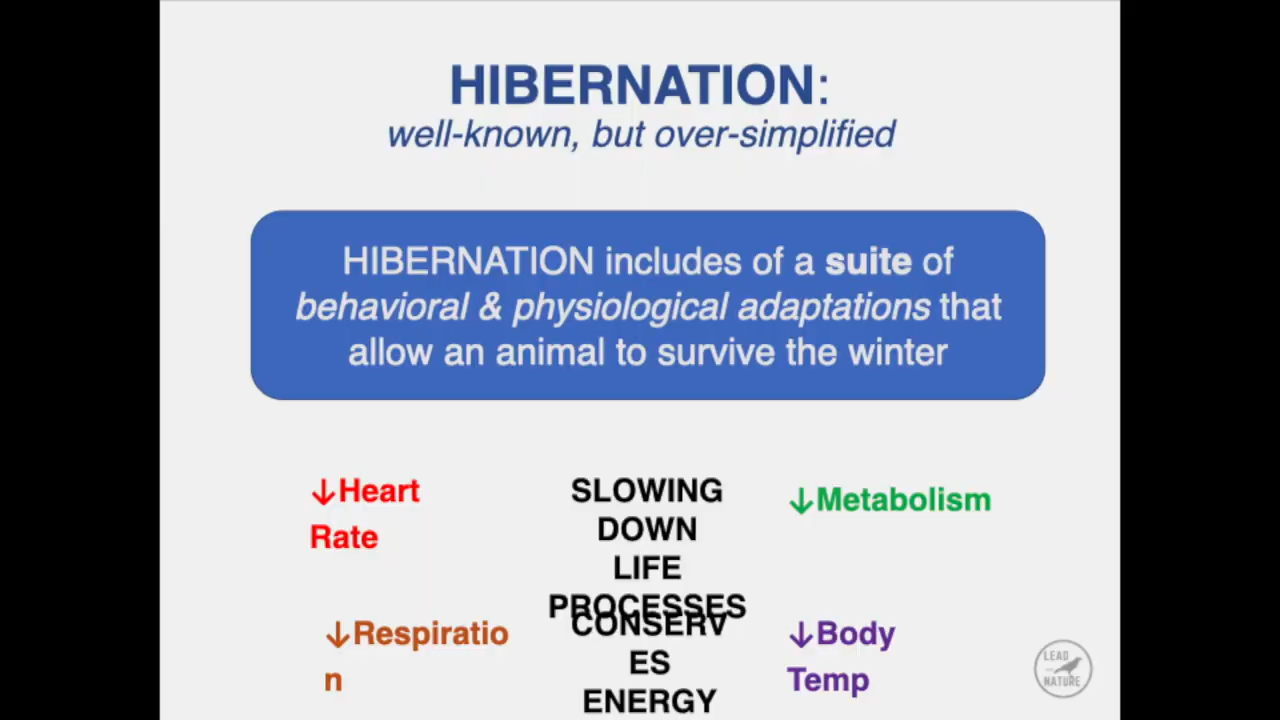 HIBERNATION:
well-known, but over-simplified
HIBERNATION includes of a suite of
behavioral & physiological adaptations that
allow an animal to survive the winter
↓Heart
Rate
SLOWING
DOWN
LIFE
PROCESSES
↓Metabolism
↓Respiratio
n
CONSERV
ES
ENERGY
↓Body
Temp
LEAD
NATURE